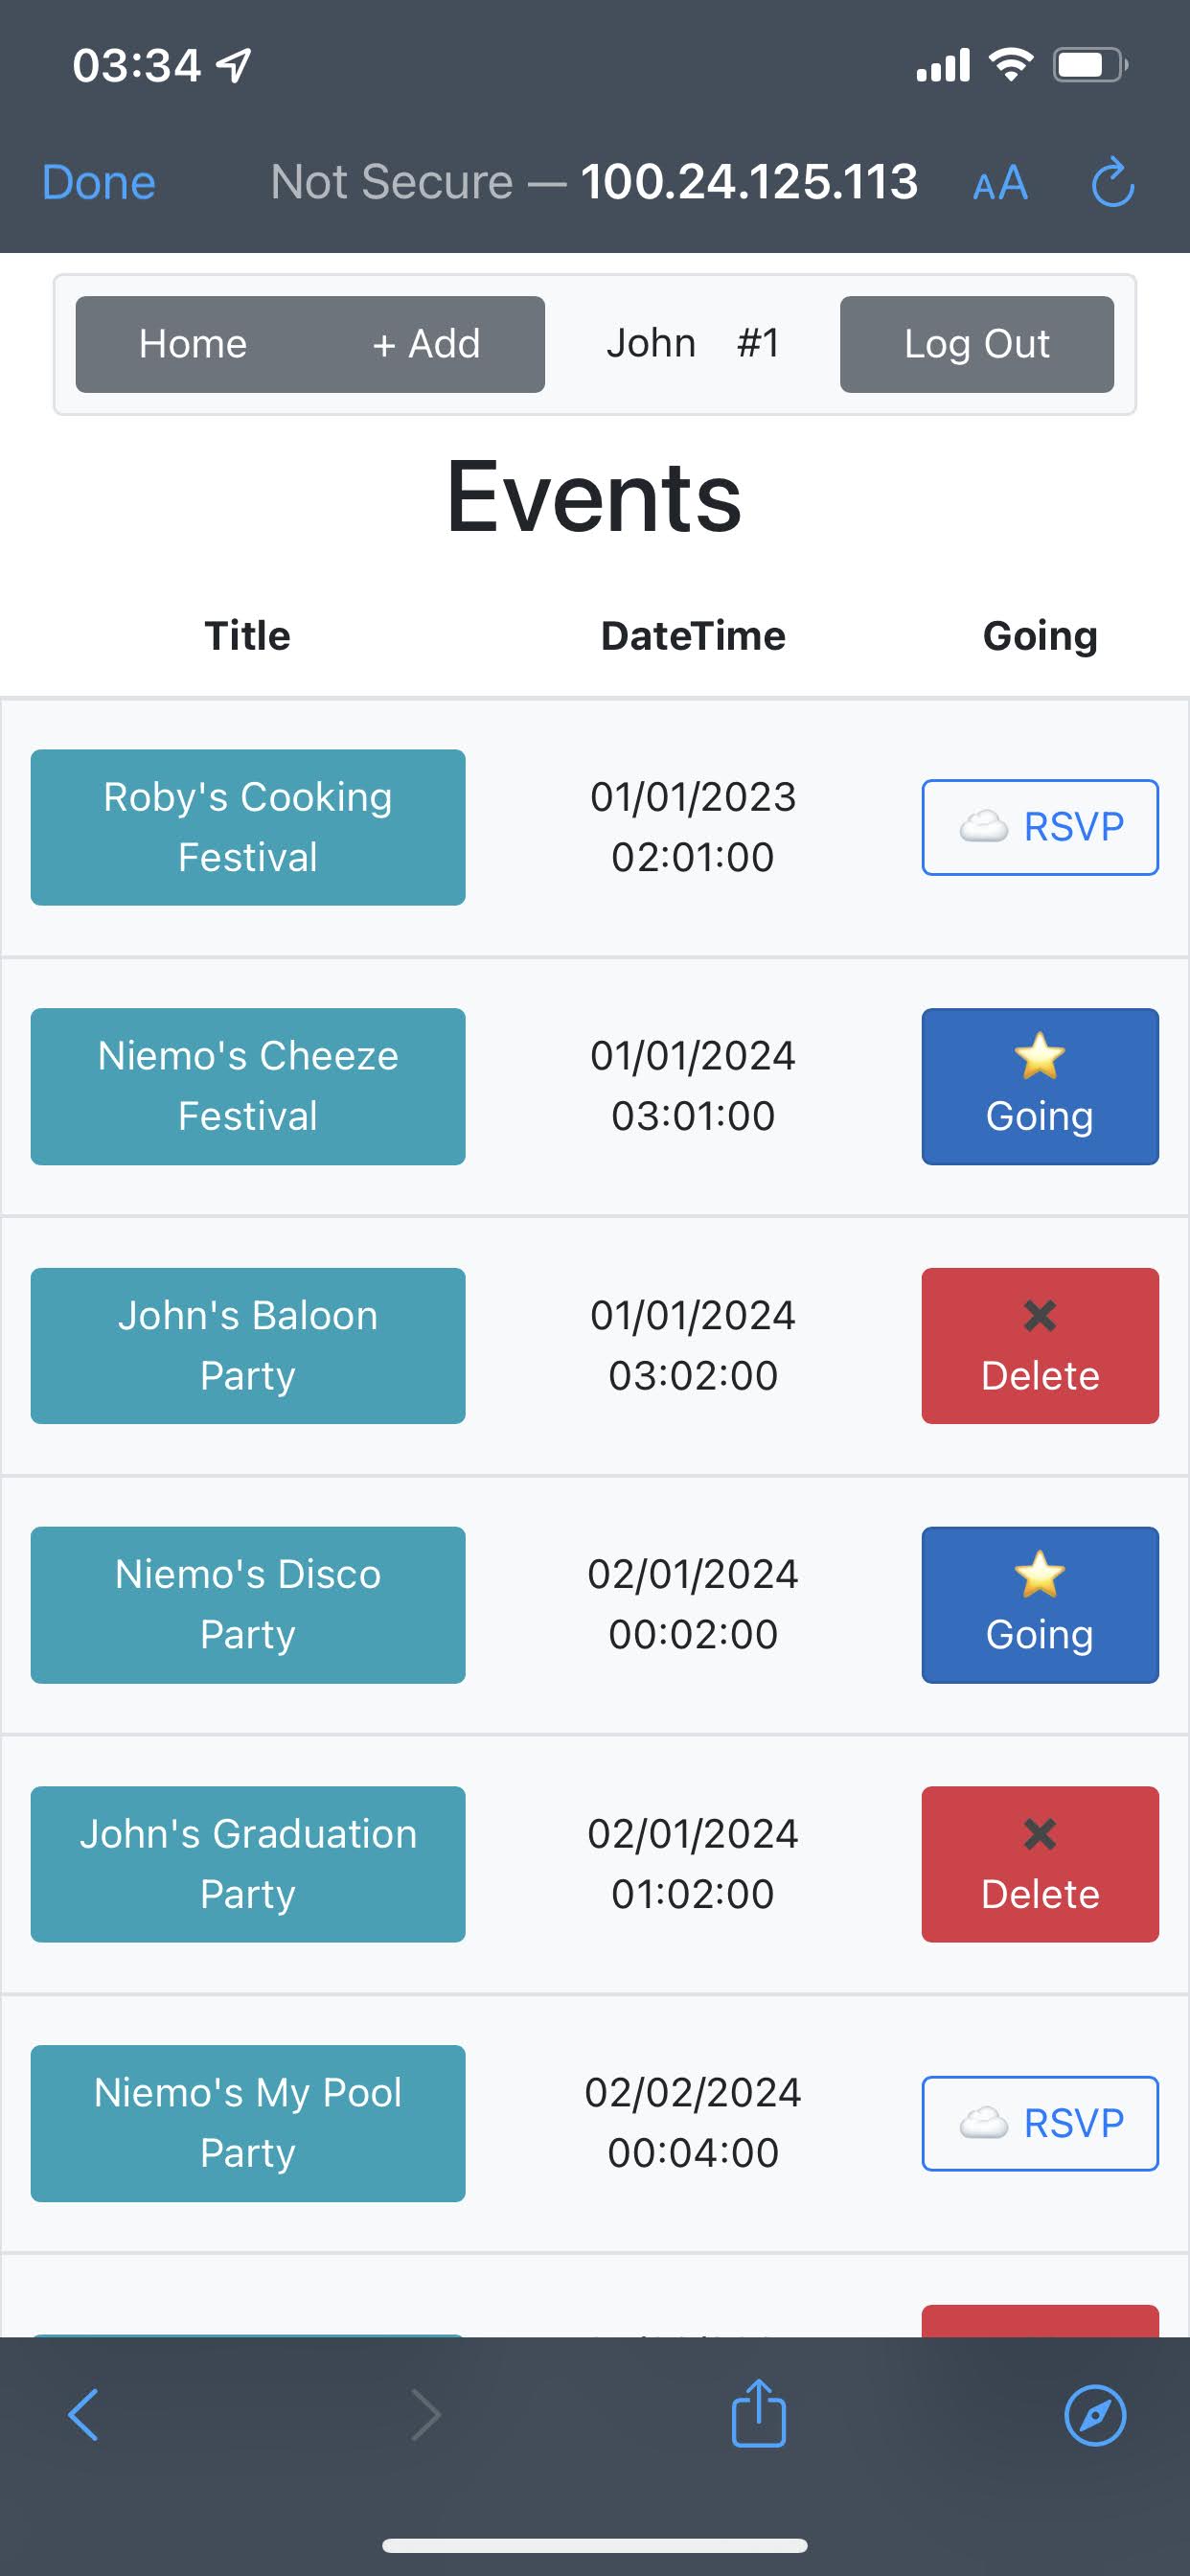 03:34
Done Not Secure — 100.24.125.113 AA
Home + Add John #1 Log Out
Events
Title DateTime Going
Roby's Cooking
Festival
01/01/2023
02:01:00
RSVP
Niemo's Cheeze
Festival
01/01/2024
03:01:00
Going
John's Baloon
Party
01/01/2024
03:02:00
Delete
Niemo's Disco
Party
02/01/2024
00:02:00
Going
John's Graduation
Party
02/01/2024
01:02:00
Delete
Niemo's My Pool
Party
02/02/2024
00:04:00
RSVP